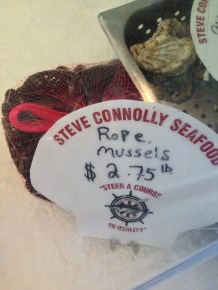 STEVE CONNOLLY SEAFOOD
Rope
Mussels
$ 2.75 lb
"STEER A COURSE
TO QUALITY"